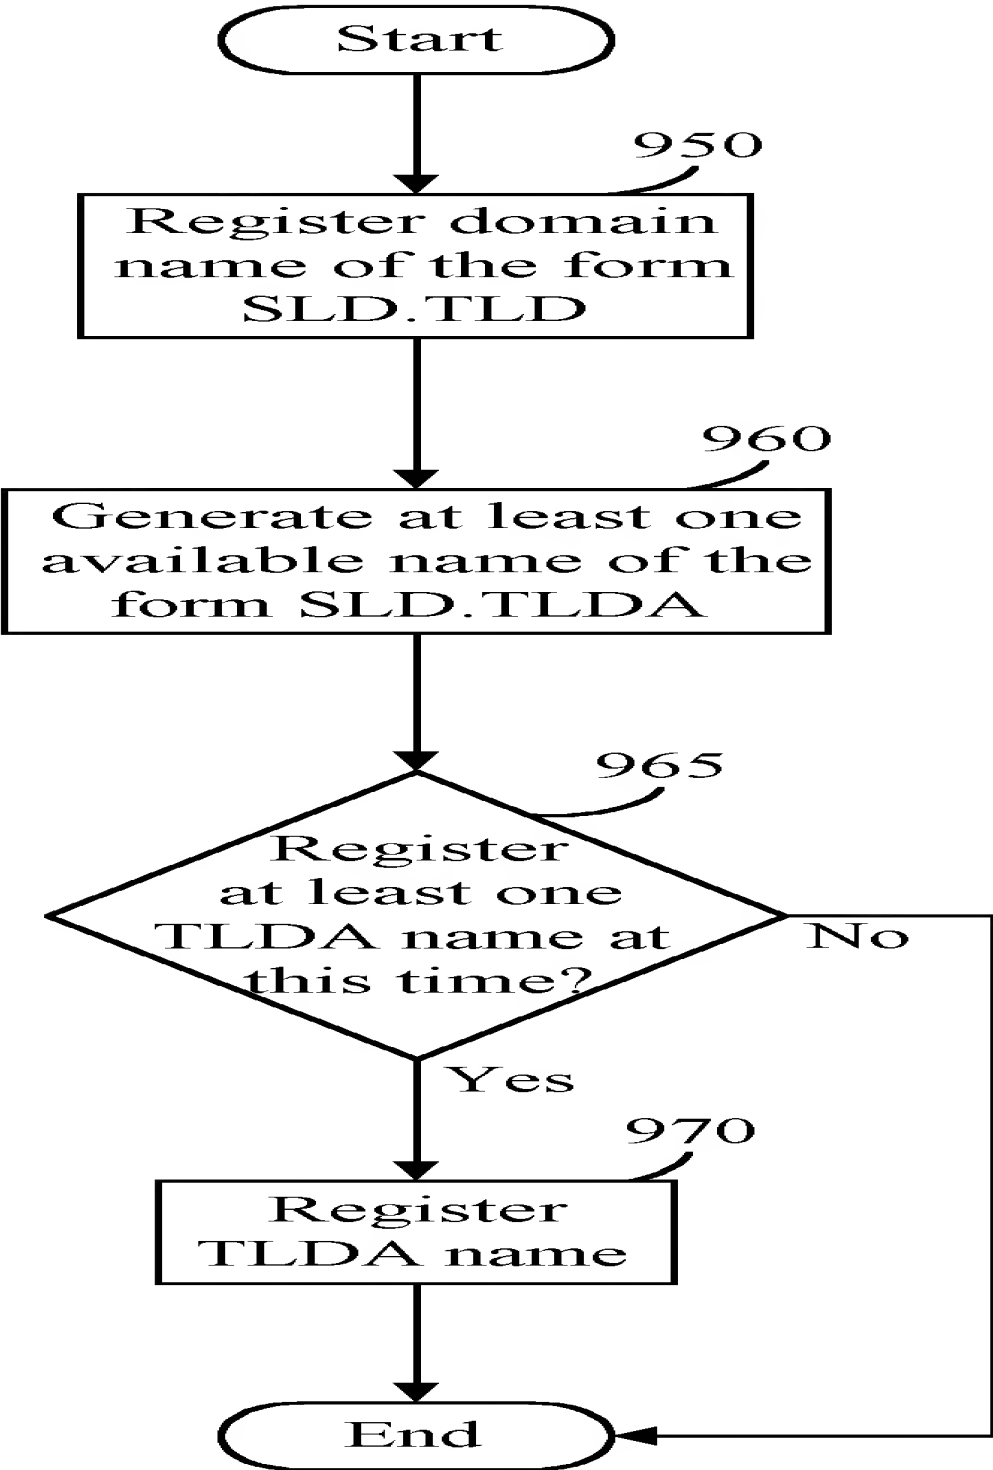 Start
950
Register domain
name of the form
SLD.TLD
960
Generate at least one
available name of the
form SLD.TLDA
965
Register
at least one
TLDA name at
this time?
No
Yes
970
Register
TLDA name
End